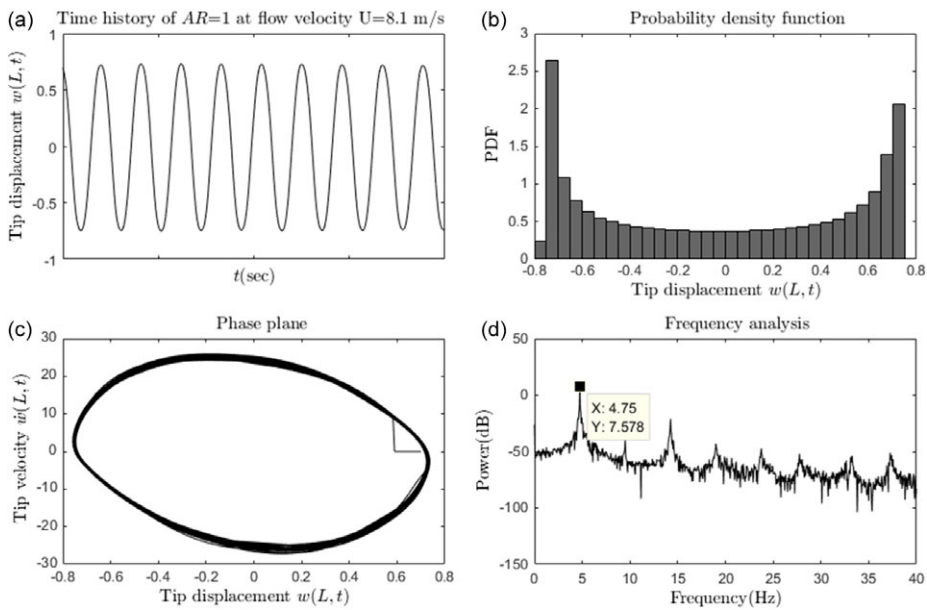 (a) Time history of AR=1 at flow velocity U=8.1 m/s
Tip displacement w(L, t)
1
0.5
0
-0.5
-1
t(sec)
(b) Probability density function
PDF
3
2.5
2
1.5
1
0.5
0
-0.8 -0.6 -0.4 -0.2 0 0.2 0.4 0.6 0.8
Tip displacement w(L, t)
(c) Phase plane
Tip velocity ẇ(L, t)
30
20
10
0
-10
-20
-30
-0.8 -0.6 -0.4 -0.2 0 0.2 0.4 0.6 0.8
Tip displacement w(L, t)
(d) Frequency analysis
Power(dB)
50
0
-50
-100
-150
X: 4.75
Y: 7.578
0 5 10 15 20 25 30 35 40
Frequency(Hz)